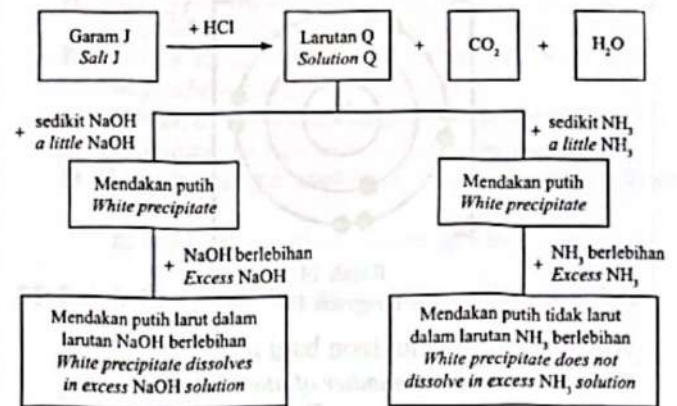 Garam J
Salt J
+ HCl
Larutan Q
Solution Q
+
CO₂
+
H₂O
+ sedikit NaOH
a little NaOH
+ sedikit NH₃
a little NH₃
Mendakan putih
White precipitate
Mendakan putih
White precipitate
+ NaOH berlebihan
Excess NaOH
+ NH₃ berlebihan
Excess NH₃
Mendakan putih larut dalam
larutan NaOH berlebihan
White precipitate dissolves
in excess NaOH solution
Mendakan putih tidak larut
dalam larutan NH₃ berlebihan
White precipitate does not
dissolve in excess NH₃ solution